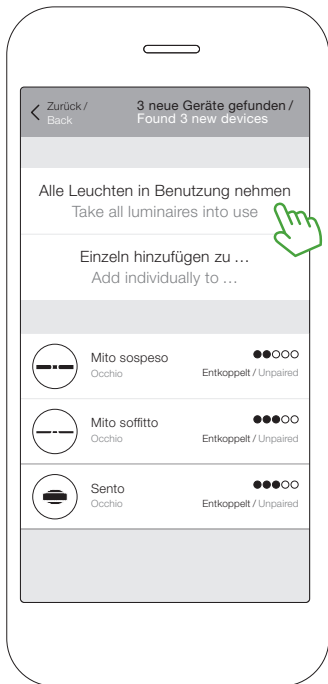 Zurück /
Back
3 neue Geräte gefunden /
Found 3 new devices
Alle Leuchten in Benutzung nehmen
Take all luminaires into use
Einzeln hinzufügen zu ...
Add individually to ...
Mito sospeso
Occhio
Entkoppelt / Unpaired
Mito soffitto
Occhio
Entkoppelt / Unpaired
Sento
Occhio
Entkoppelt / Unpaired